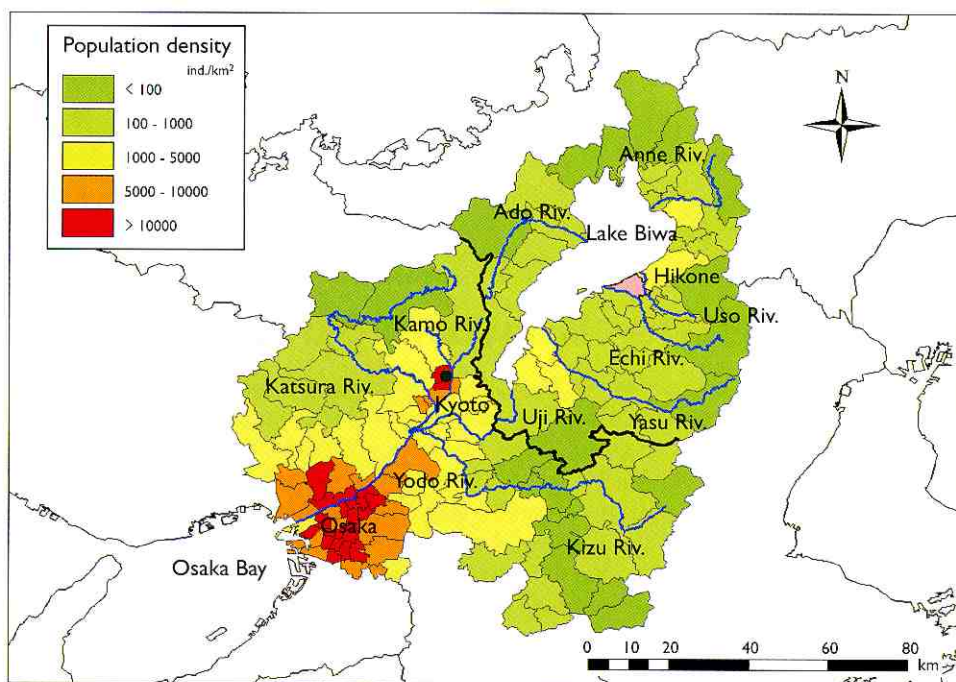 Population density
ind./km²
< 100
100 - 1000
1000 - 5000
5000 - 10000
> 10000
N
Anne Riv.
Ado Riv.
Lake Biwa
Hikone
Uso Riv.
Kamo Riv.
Echi Riv.
Katsura Riv.
Kyoto
Uji Riv.
Yasu Riv.
Yodo Riv.
Osaka
Kizu Riv.
Osaka Bay
0 10 20 40 60 80
km